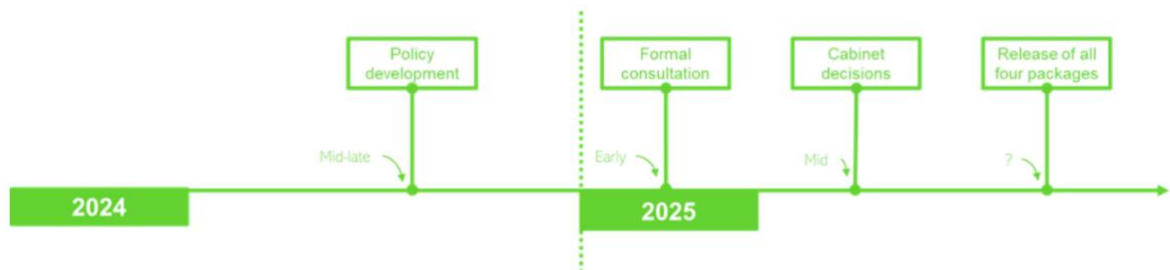 Policy
development
Formal
consultation
Cabinet
decisions
Release of all
four packages
Mid-late
Early
Mid
?
2024
2025